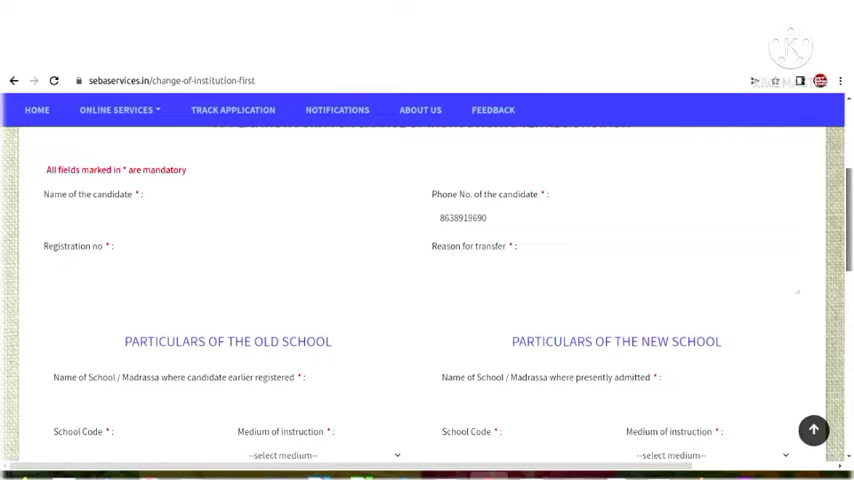 sebaservices.in/change-of-institution-first
HOME ONLINE SERVICES TRACK APPLICATION NOTIFICATIONS ABOUT US FEEDBACK
All fields marked in * are mandatory
Name of the candidate * :
Phone No. of the candidate * :
8638919690
Registration no * :
Reason for transfer * :
PARTICULARS OF THE OLD SCHOOL
PARTICULARS OF THE NEW SCHOOL
Name of School / Madrassa where candidate earlier registered * :
Name of School / Madrassa where presently admitted * :
School Code * :
Medium of instruction * :
School Code * :
Medium of instruction * :
--select medium--
--select medium--